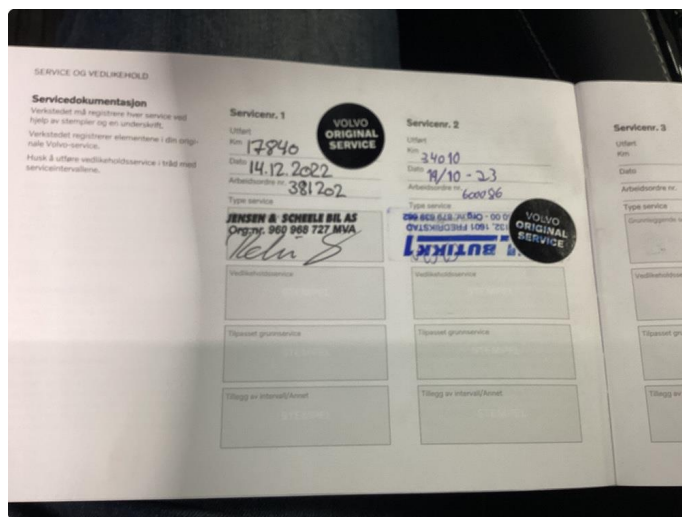 SERVICE OG VEDLIKEHOLD
Servicedokumentasjon
Verkstedet må registrere hver service ved
hjelp av stempler og en underskrift.
Verkstedet registrerer elementene i din origi-
nale Volvo-service.
Husk å utføre vedlikeholdsservice i tråd med
serviceintervallene.
Servicenr. 1
Utført
Km 17840
Dato 14.12.2022
Arbeidsordre nr. 381202
Type service
VOLVO
ORIGINAL
SERVICE
JENSEN & SCHEELE BIL AS
Org.nr. 960 968 727 MVA
Vedlikeholdsservice
Tilpasset grunnservice
Tillegg av intervall/Annet
Servicenr. 2
Utført
Km 34010
Dato 19/10 - 23
Arbeidsordre nr. 600086
Type service
VOLVO
ORIGINAL
SERVICE
1601 FREDRIKSTAD
BUTIKK
Vedlikeholdsservice
Tilpasset grunnservice
Tillegg av intervall/Annet
Servicenr. 3
Utført
Km
Dato
Arbeidsordre nr.
Type service
Grunnleggende